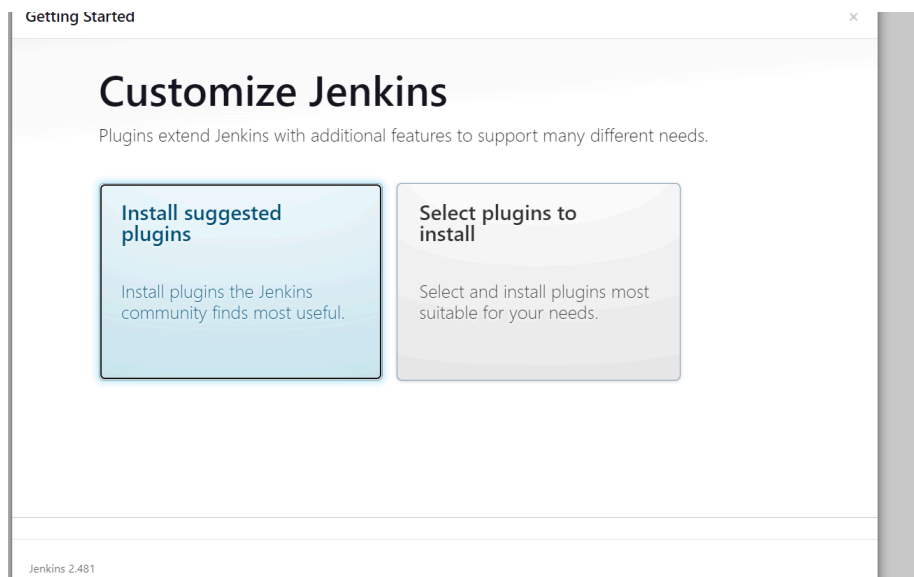 Getting Started
×
Customize Jenkins
Plugins extend Jenkins with additional features to support many different needs.
Install suggested
plugins
Install plugins the Jenkins
community finds most useful.
Select plugins to
install
Select and install plugins most
suitable for your needs.
Jenkins 2.481